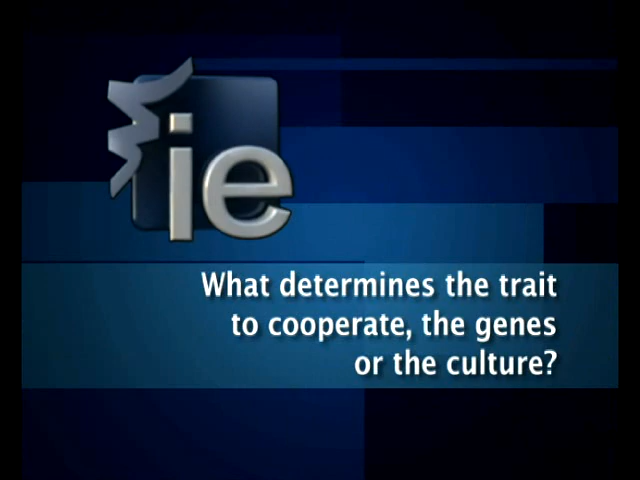 ie
What determines the trait
to cooperate, the genes
or the culture?